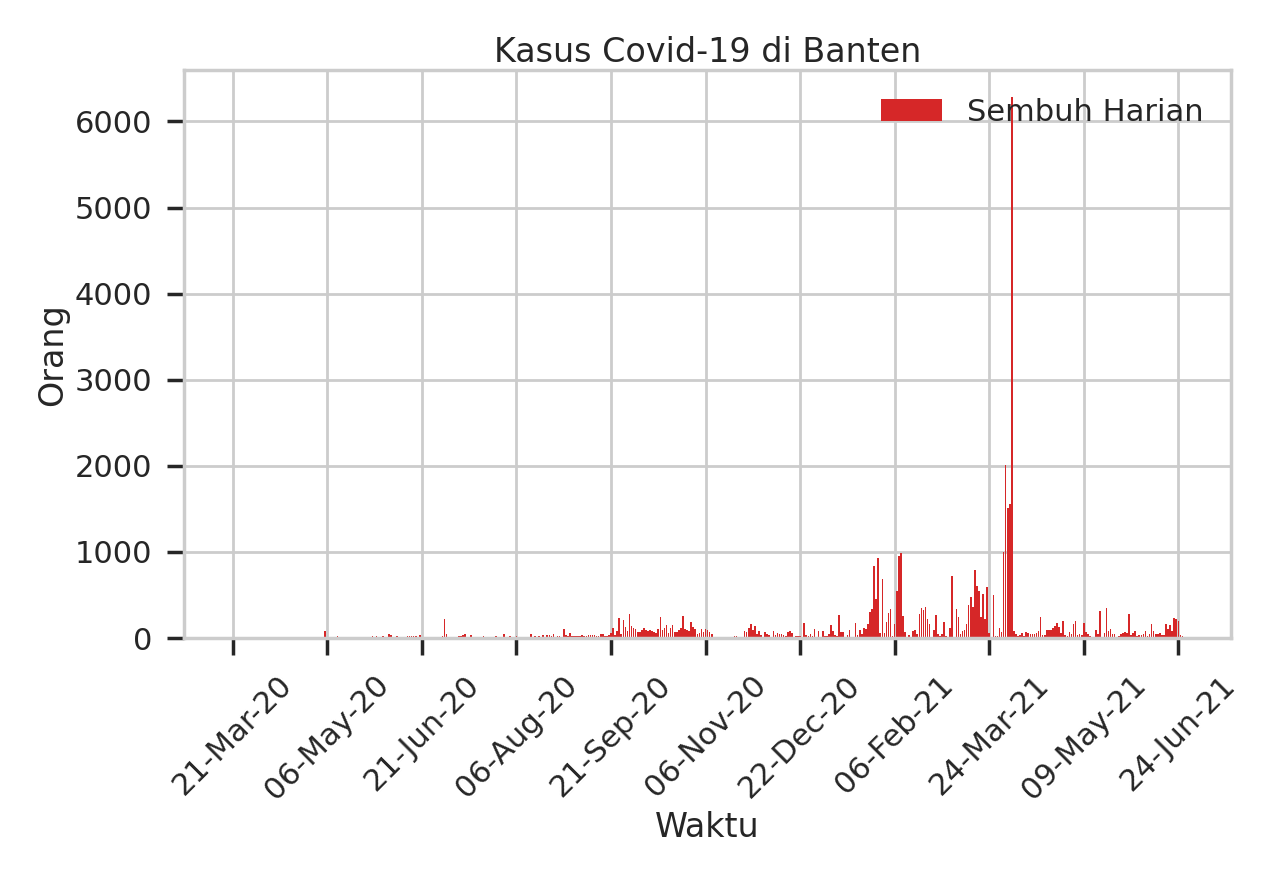 Kasus Covid-19 di Banten
Sembuh Harian
6000
5000
4000
3000
2000
1000
0
Orang
21-Mar-20
06-May-20
21-Jun-20
06-Aug-20
21-Sep-20
06-Nov-20
22-Dec-20
06-Feb-21
24-Mar-21
09-May-21
24-Jun-21
Waktu